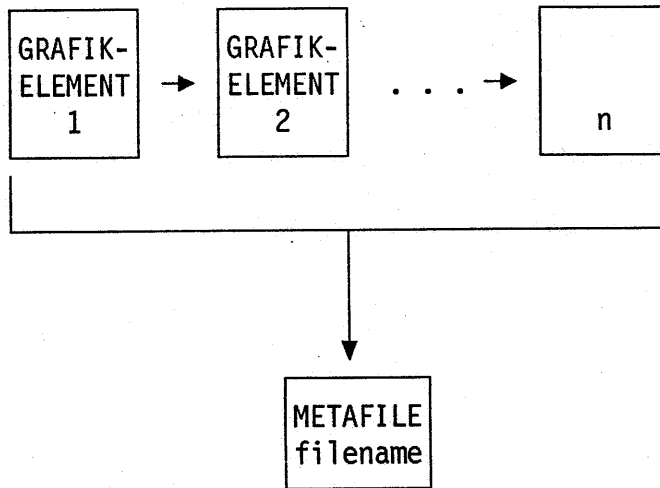 GRAFIK-
ELEMENT
1
GRAFIK-
ELEMENT
2
. . .
n
METAFILE
filename